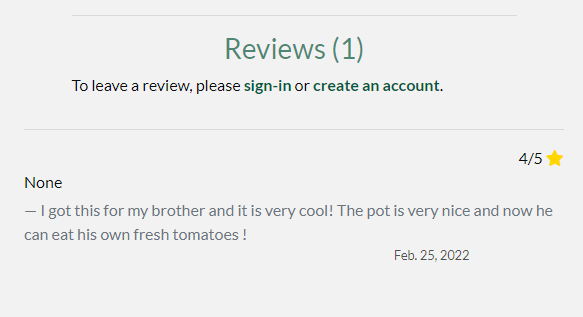 Reviews (1)
To leave a review, please sign-in or create an account.
4/5
None
— I got this for my brother and it is very cool! The pot is very nice and now he
can eat his own fresh tomatoes !
Feb. 25, 2022